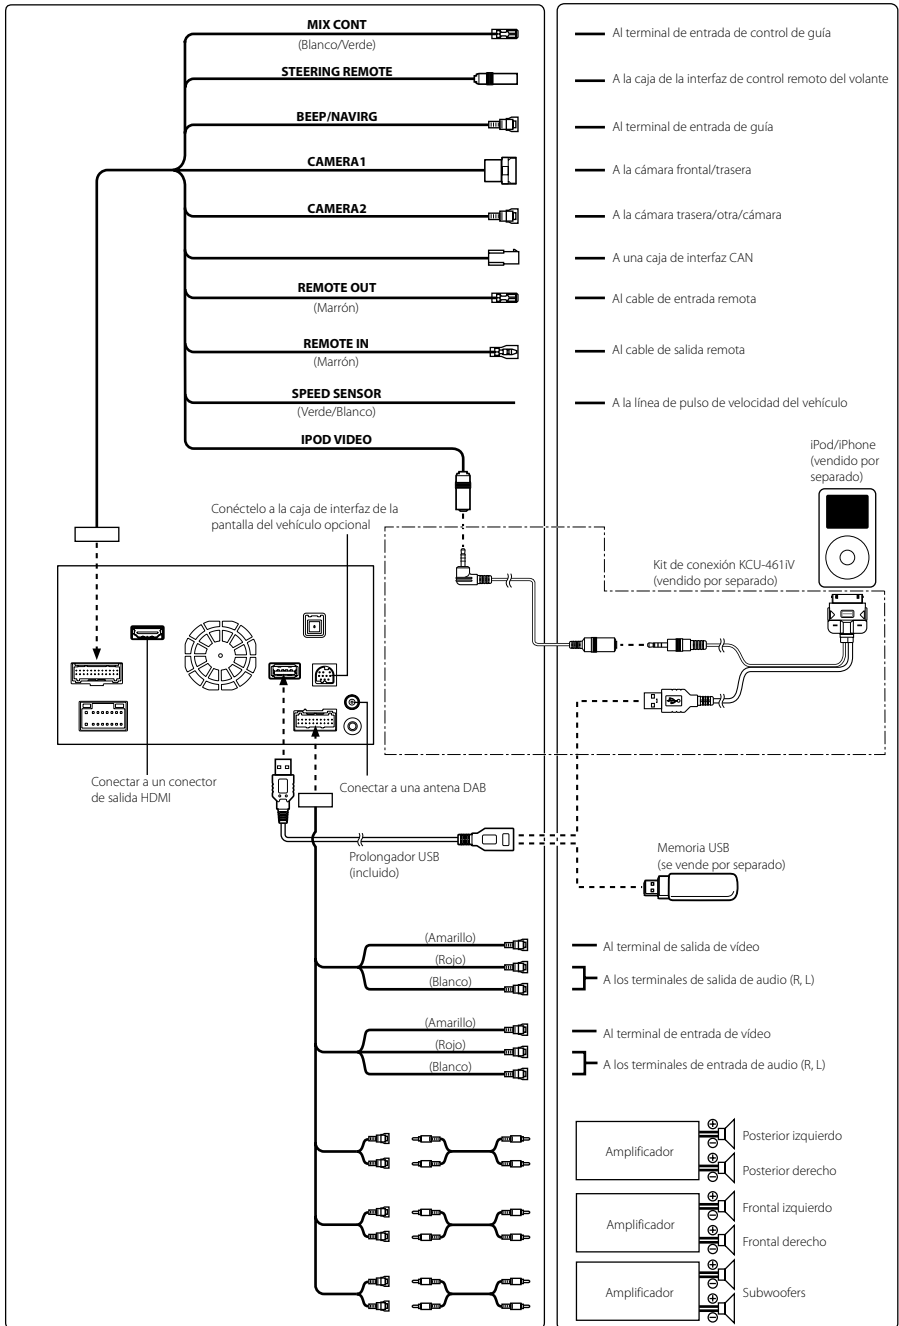 MIX CONT
(Blanco/Verde)
Al terminal de entrada de control de guía
STEERING REMOTE
A la caja de la interfaz de control remoto del volante
BEEP/NAVIRG
Al terminal de entrada de guía
CAMERA1
A la cámara frontal/trasera
CAMERA2
A la cámara trasera/otra/cámara
A una caja de interfaz CAN
REMOTE OUT
(Marrón)
Al cable de entrada remota
REMOTE IN
(Marrón)
Al cable de salida remota
SPEED SENSOR
(Verde/Blanco)
A la línea de pulso de velocidad del vehículo
IPOD VIDEO
iPod/iPhone
(vendido por
separado)
Conéctelo a la caja de interfaz de la
pantalla del vehículo opcional
Kit de conexión KCU-461iV
(vendido por separado)
Conectar a un conector
de salida HDMI
Conectar a una antena DAB
Prolongador USB
(incluido)
Memoria USB
(se vende por separado)
(Amarillo)
Al terminal de salida de vídeo
(Rojo)
(Blanco)
A los terminales de salida de audio (R, L)
(Amarillo)
Al terminal de entrada de vídeo
(Rojo)
(Blanco)
A los terminales de entrada de audio (R, L)
Amplificador
Posterior izquierdo
Posterior derecho
Amplificador
Frontal izquierdo
Frontal derecho
Amplificador
Subwoofers